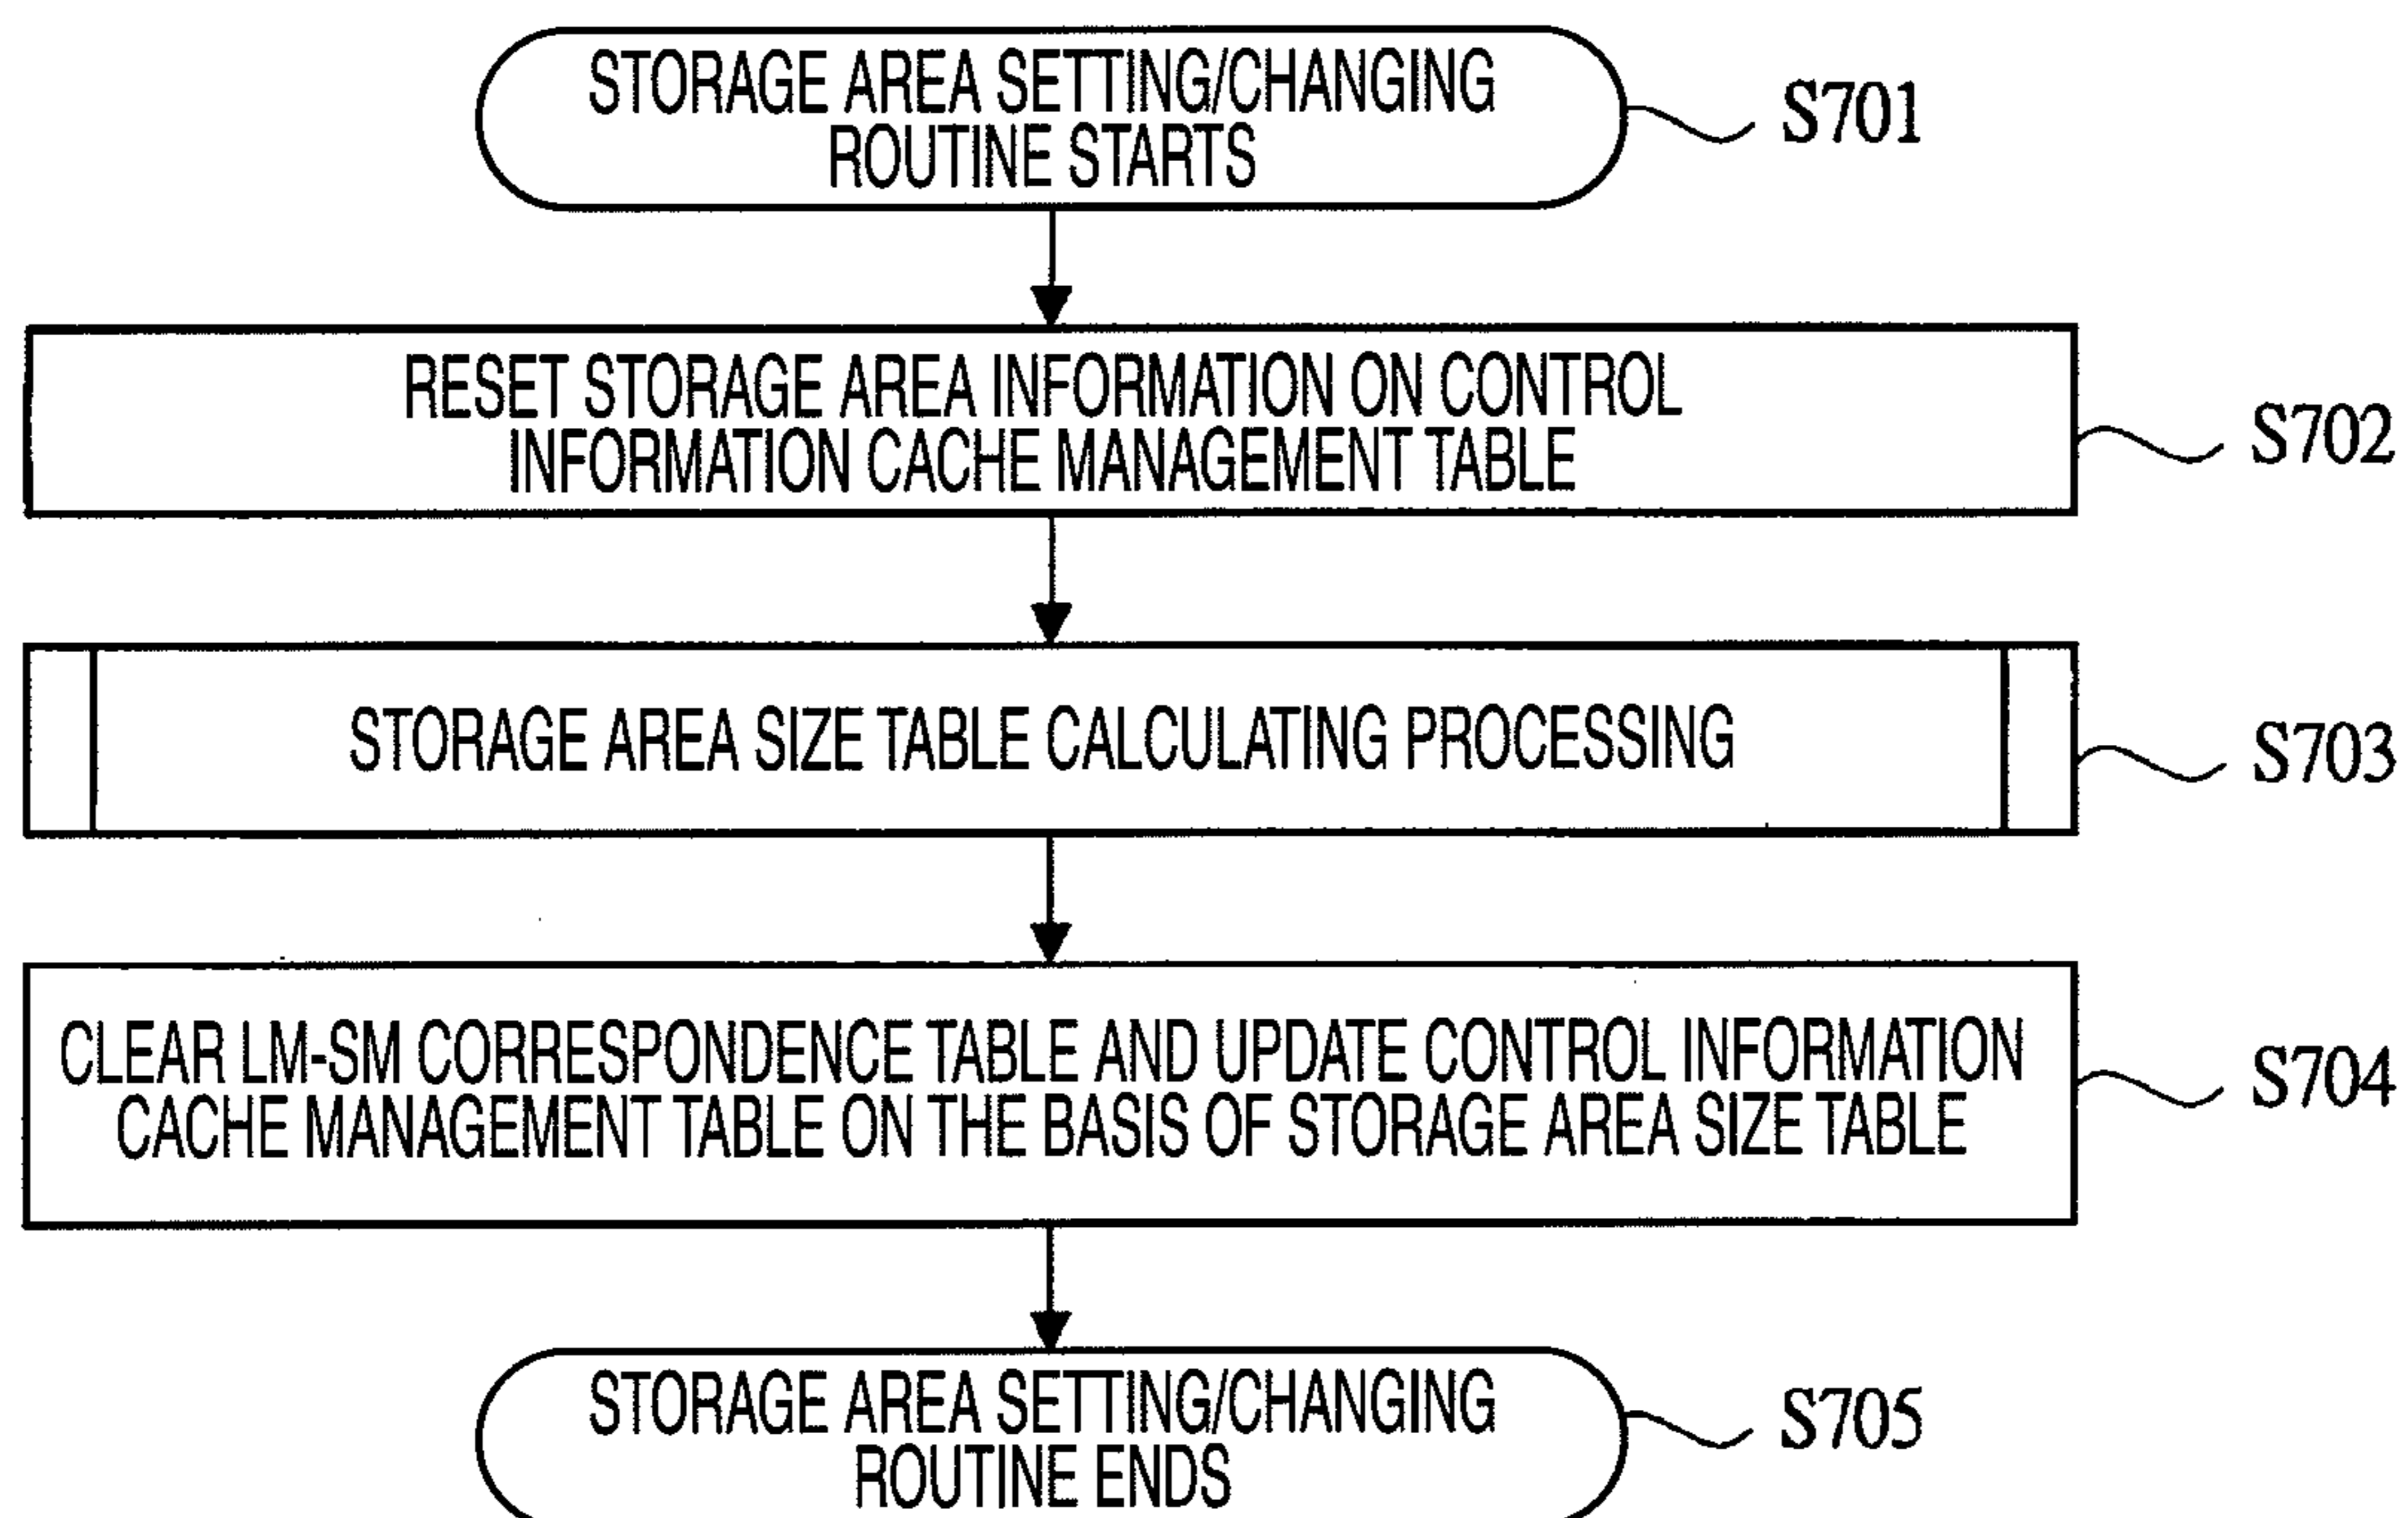 STORAGE AREA SETTING/CHANGING
ROUTINE STARTS
S701
RESET STORAGE AREA INFORMATION ON CONTROL
INFORMATION CACHE MANAGEMENT TABLE
S702
STORAGE AREA SIZE TABLE CALCULATING PROCESSING
S703
CLEAR LM-SM CORRESPONDENCE TABLE AND UPDATE CONTROL INFORMATION
CACHE MANAGEMENT TABLE ON THE BASIS OF STORAGE AREA SIZE TABLE
S704
STORAGE AREA SETTING/CHANGING
ROUTINE ENDS
S705